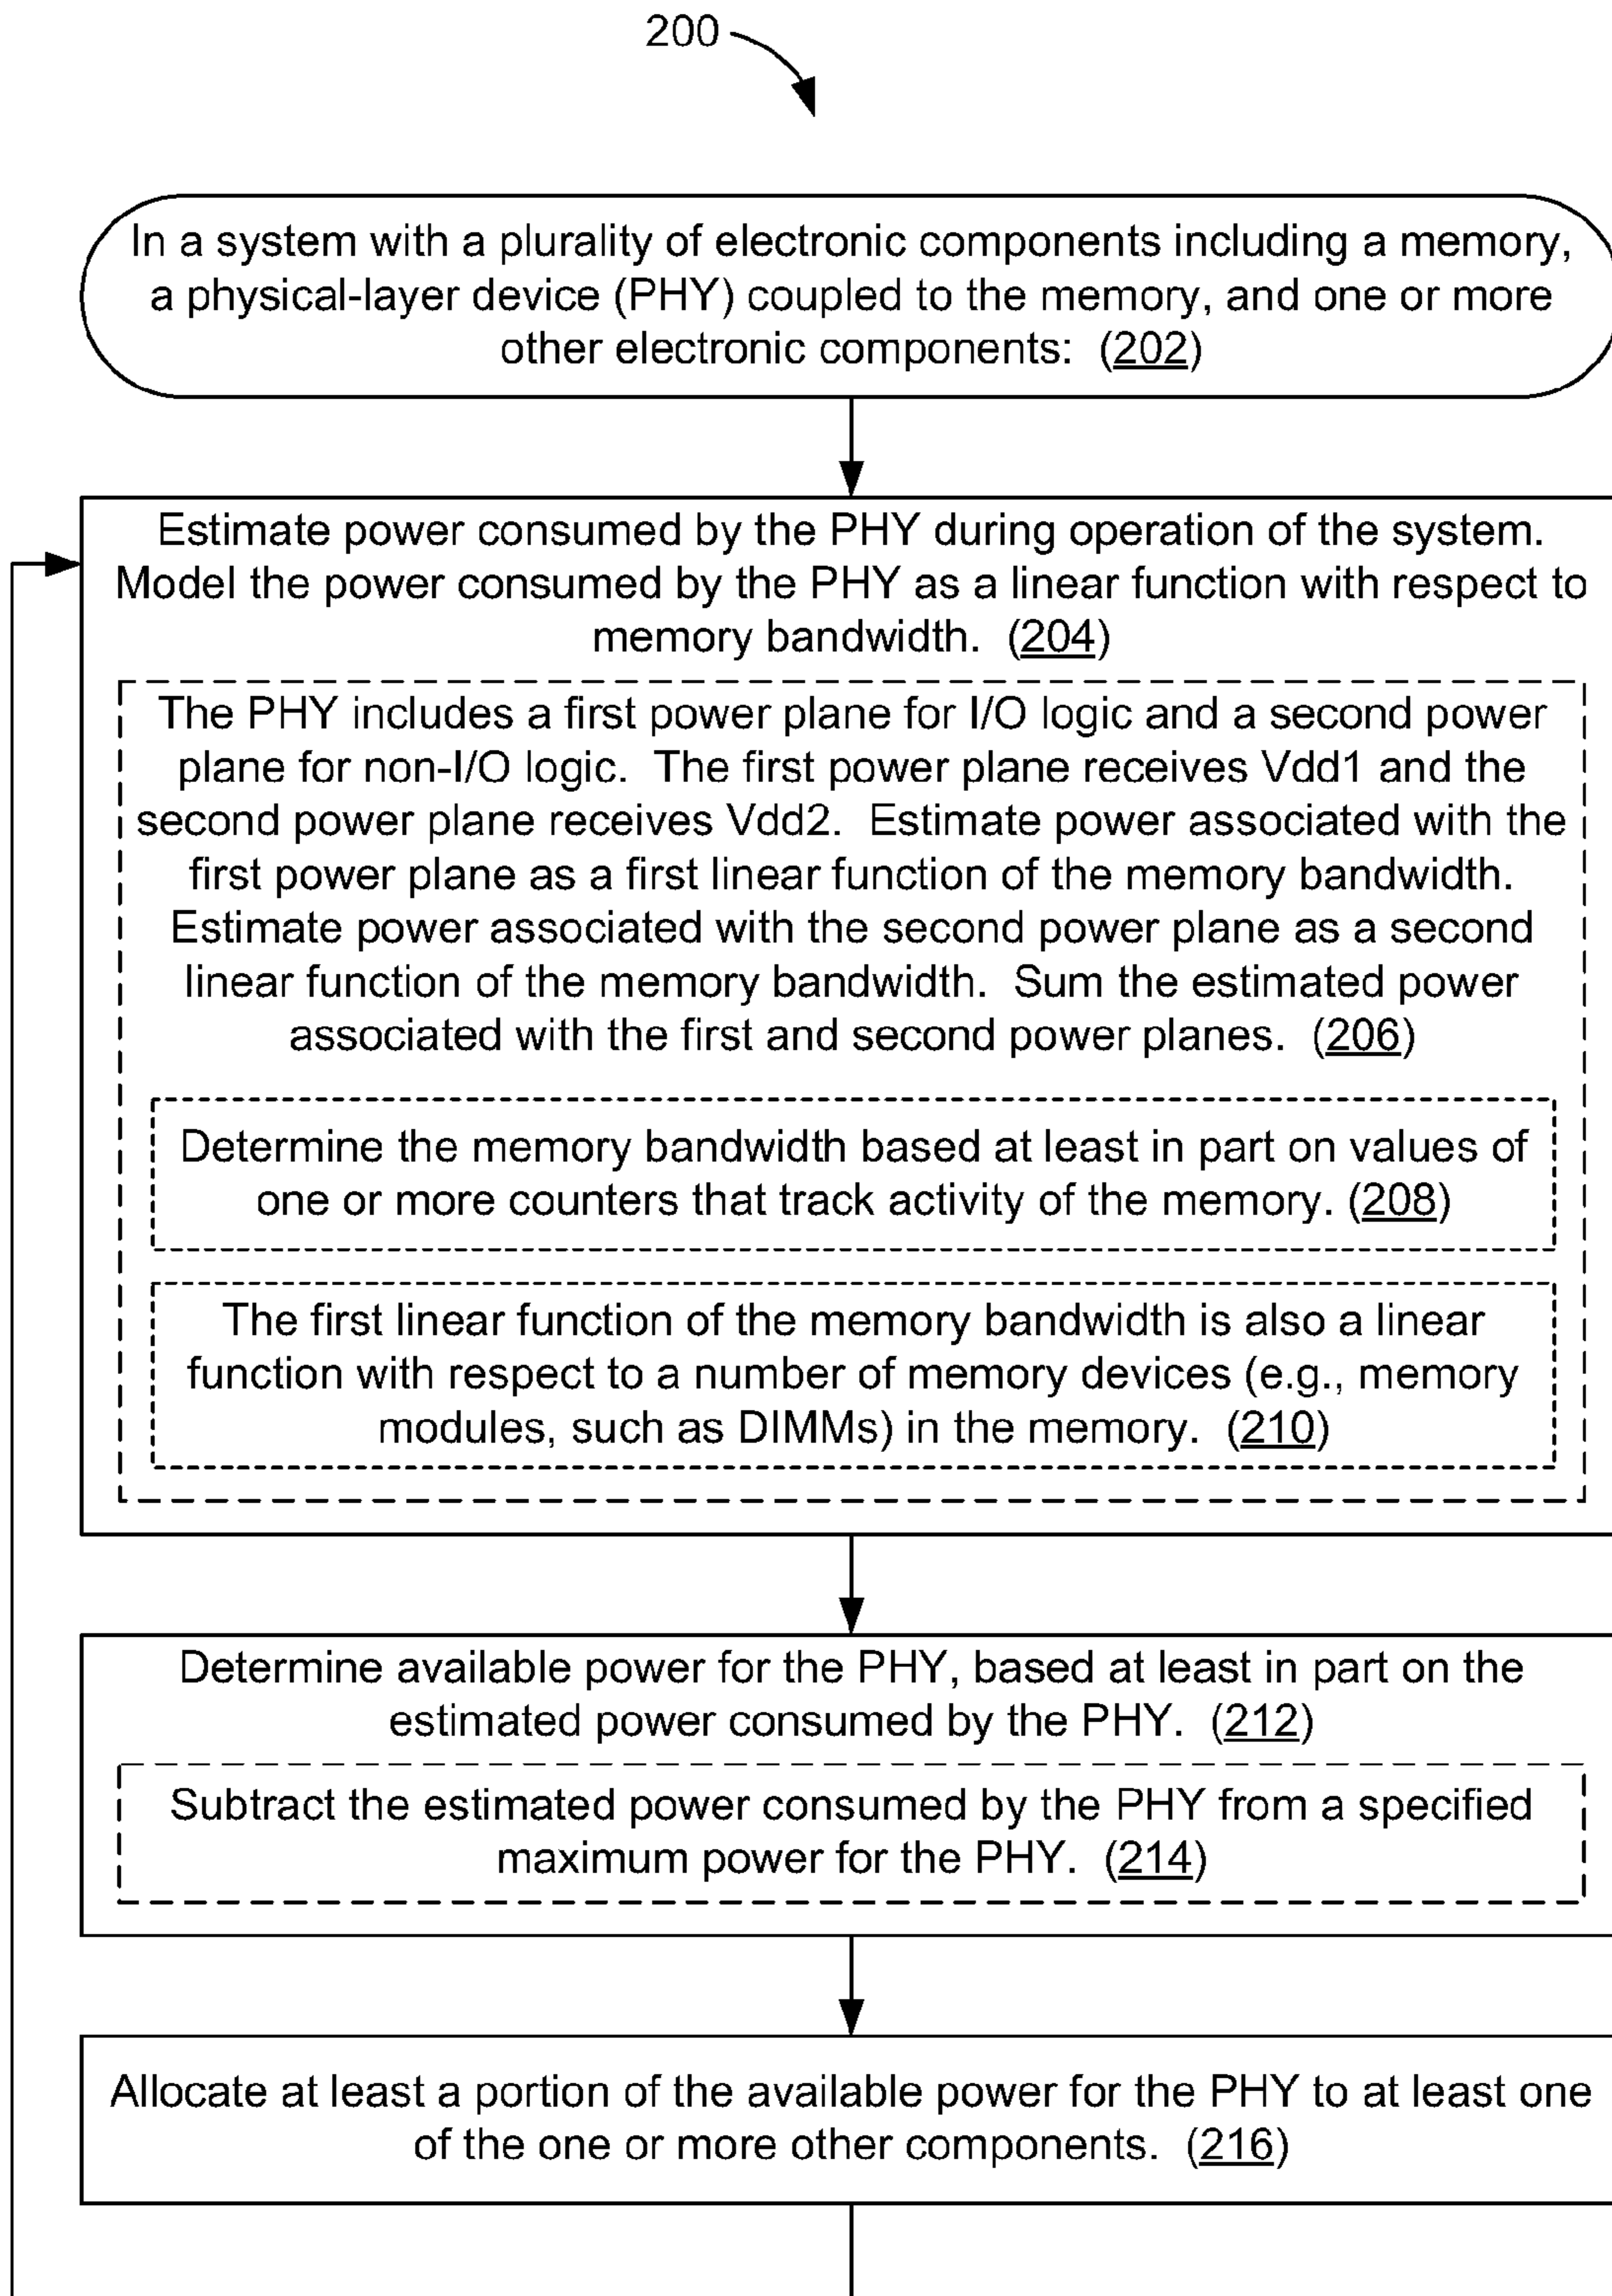 200
In a system with a plurality of electronic components including a memory,
a physical-layer device (PHY) coupled to the memory, and one or more
other electronic components:  (202)
Estimate power consumed by the PHY during operation of the system.
Model the power consumed by the PHY as a linear function with respect to
memory bandwidth.  (204)
The PHY includes a first power plane for I/O logic and a second power
plane for non-I/O logic.  The first power plane receives Vdd1 and the
second power plane receives Vdd2.  Estimate power associated with the
first power plane as a first linear function of the memory bandwidth.
Estimate power associated with the second power plane as a second
linear function of the memory bandwidth.  Sum the estimated power
associated with the first and second power planes.  (206)
Determine the memory bandwidth based at least in part on values of
one or more counters that track activity of the memory. (208)
The first linear function of the memory bandwidth is also a linear
function with respect to a number of memory devices (e.g., memory
modules, such as DIMMs) in the memory.  (210)
Determine available power for the PHY, based at least in part on the
estimated power consumed by the PHY.  (212)
Subtract the estimated power consumed by the PHY from a specified
maximum power for the PHY.  (214)
Allocate at least a portion of the available power for the PHY to at least one
of the one or more other components.  (216)